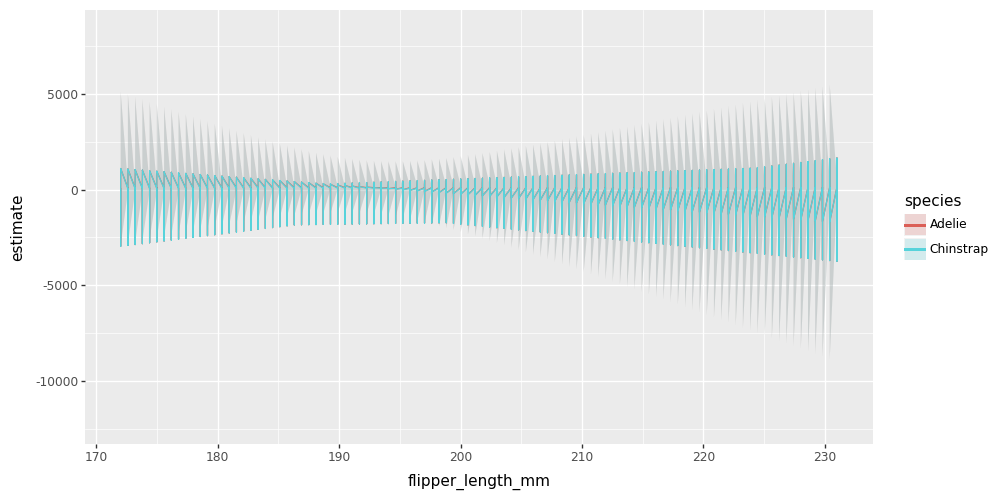 5000
0
-5000
-10000
estimate
170 180 190 200 210 220 230
flipper_length_mm
species
Adelie
Chinstrap